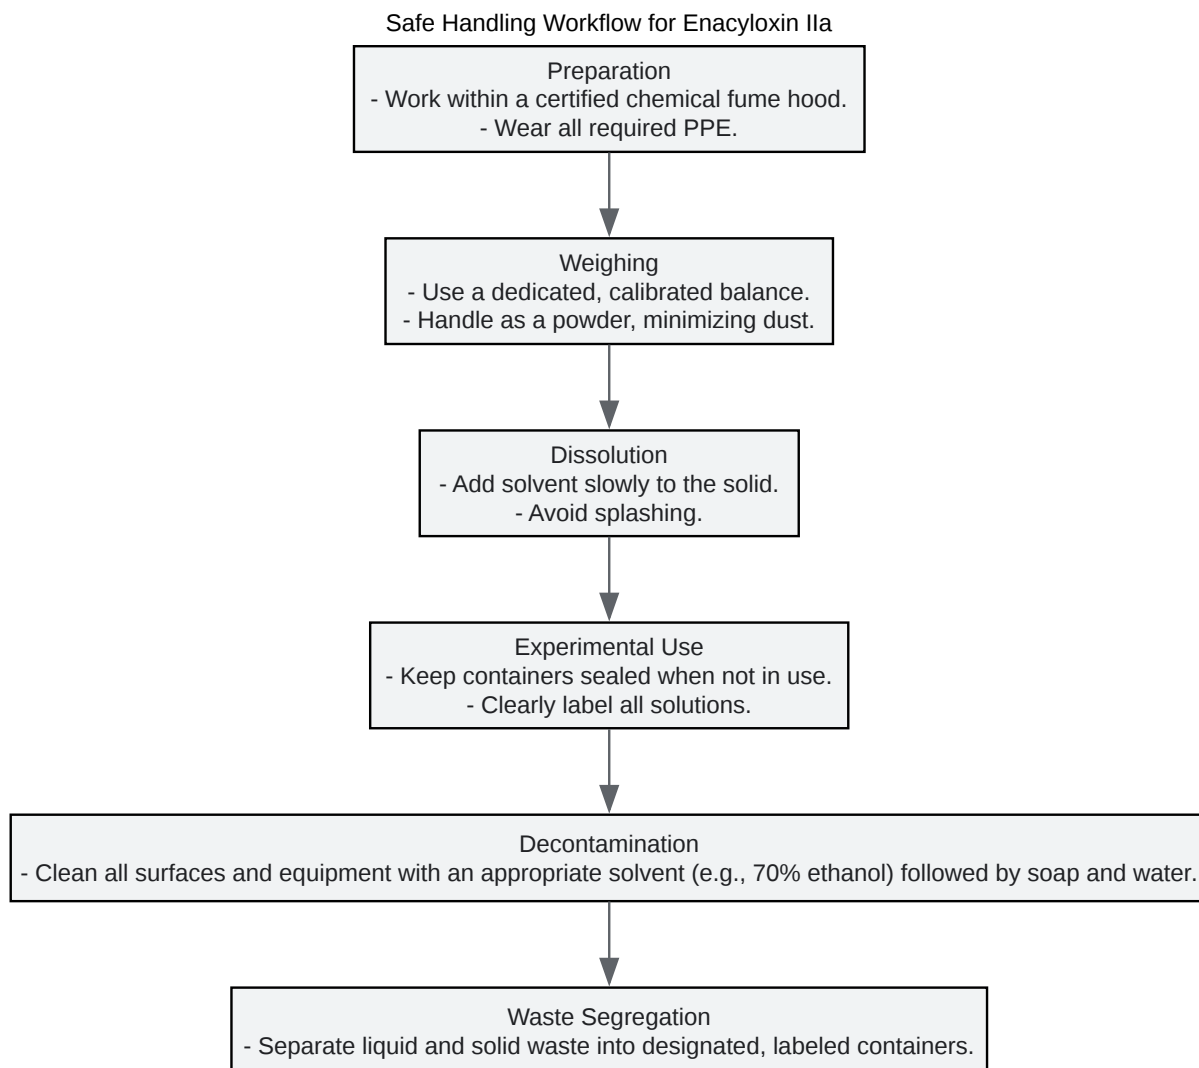 Safe Handling Workflow for Enacyloxin IIa
Preparation
- Work within a certified chemical fume hood.
- Wear all required PPE.
Weighing
- Use a dedicated, calibrated balance.
- Handle as a powder, minimizing dust.
Dissolution
- Add solvent slowly to the solid.
- Avoid splashing.
Experimental Use
- Keep containers sealed when not in use.
- Clearly label all solutions.
Decontamination
- Clean all surfaces and equipment with an appropriate solvent (e.g., 70% ethanol) followed by soap and water.
Waste Segregation
- Separate liquid and solid waste into designated, labeled containers.